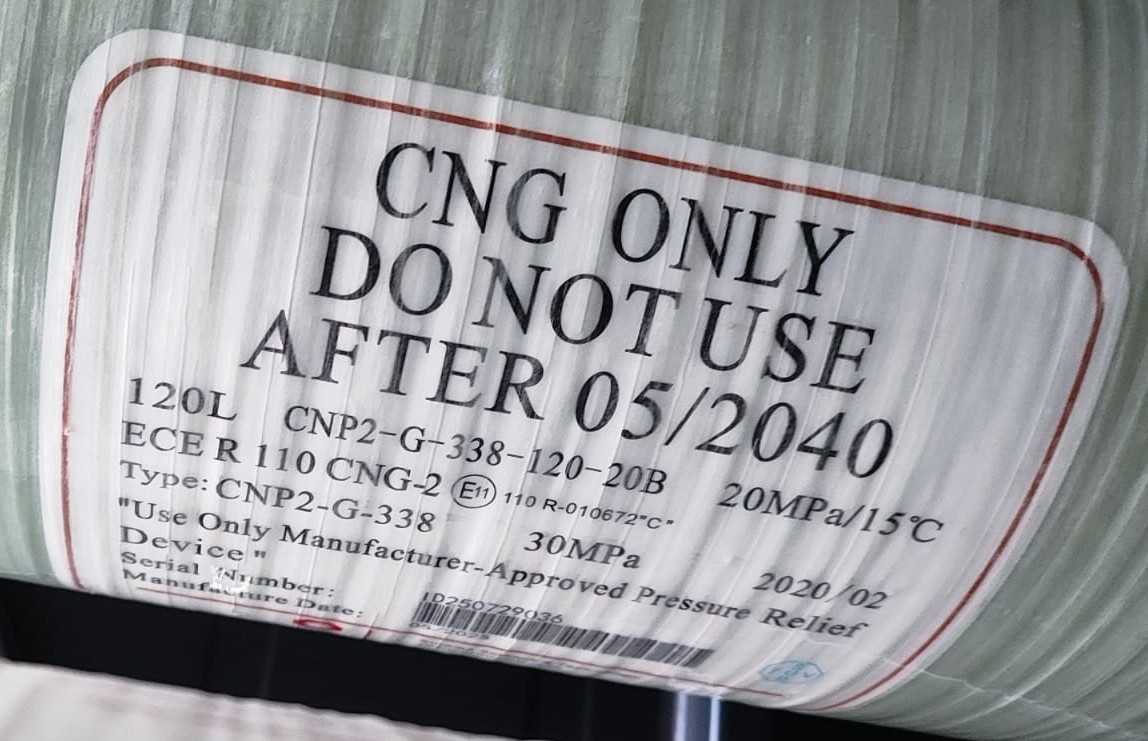 CNG ONLY
DO NOT USE
AFTER 05/2040
120L CNP2-G-338-120-20B 20MPa/15℃
ECE R 110 CNG-2 E11 110 R-010672"C"
Type: CNP2-G-338 30MPa 2020/02
"Use Only Manufacturer-Approved Pressure Relief
Device"
Serial Number: 1D250729036
Manufacture Date: